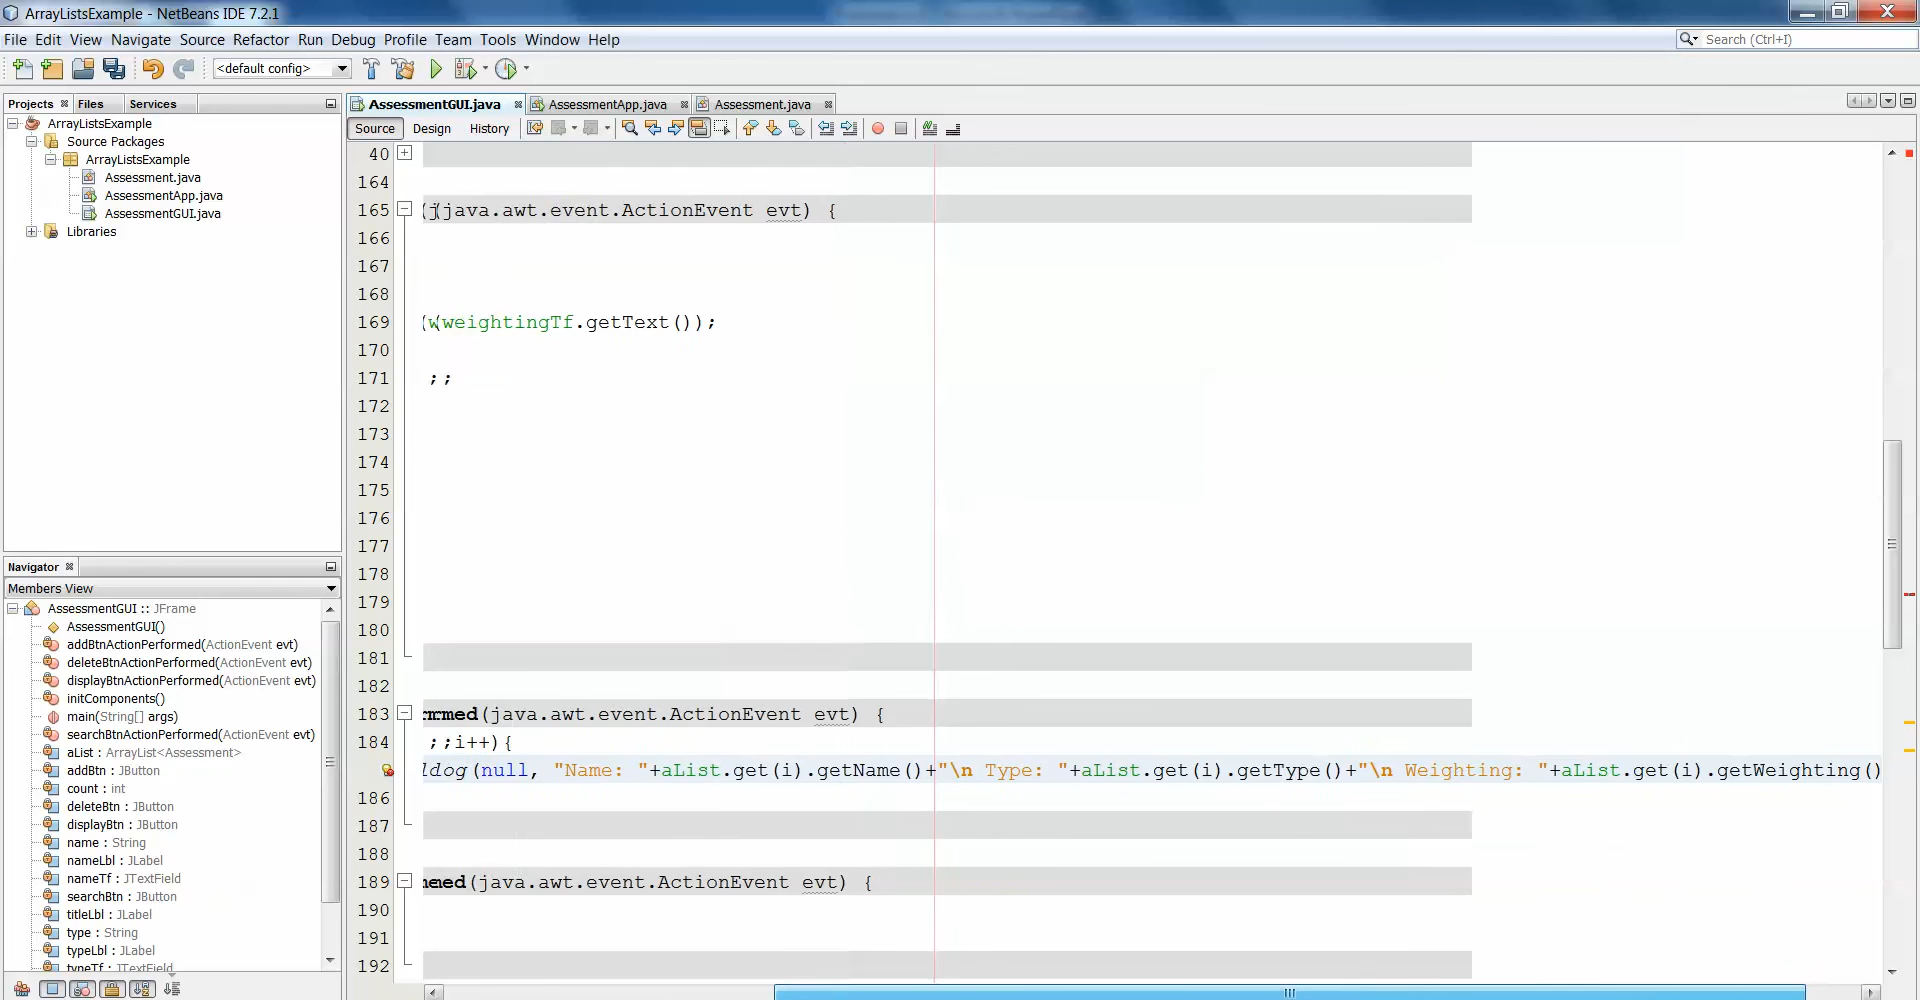 ArrayListsExample - NetBeans IDE 7.2.1
File Edit View Navigate Source Refactor Run Debug Profile Team Tools Window Help
Search (Ctrl+I)
<default config>
Projects Files Services
AssessmentGUI.java AssessmentApp.java Assessment.java
Source Design History
ArrayListsExample
Source Packages
ArrayListsExample
Assessment.java
AssessmentApp.java
AssessmentGUI.java
Libraries
Navigator
Members View
AssessmentGUI :: JFrame
AssessmentGUI()
addBtnActionPerformed(ActionEvent evt)
deleteBtnActionPerformed(ActionEvent evt)
displayBtnActionPerformed(ActionEvent evt)
initComponents()
main(String[] args)
searchBtnActionPerformed(ActionEvent evt)
aList : ArrayList<Assessment>
addBtn : JButton
count : int
deleteBtn : JButton
displayBtn : JButton
name : String
nameLbl : JLabel
nameTf : JTextField
searchBtn : JButton
titleLbl : JLabel
type : String
typeLbl : JLabel
typeTf : JTextField
40
164
165 (java.awt.event.ActionEvent evt) {
166
167
168
169 (weightingTf.getText());
170
171 ;;
172
173
174
175
176
177
178
179
180
181
182
183 rmed(java.awt.event.ActionEvent evt) {
184 ;;i++){
ldog(null, "Name: "+aList.get(i).getName()+"\n Type: "+aList.get(i).getType()+"\n Weighting: "+aList.get(i).getWeighting()
186
187
188
189 med(java.awt.event.ActionEvent evt) {
190
191
192